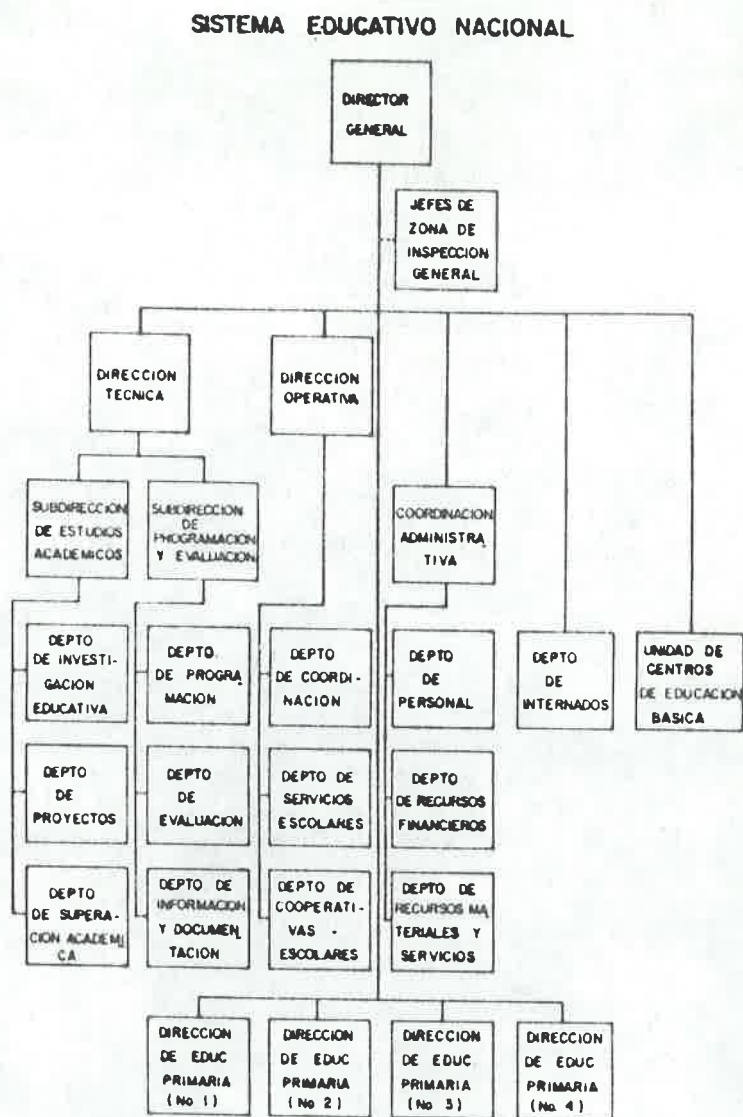 SISTEMA EDUCATIVO NACIONAL
DIRECTOR
GENERAL
JEFES DE
ZONA DE
INSPECCION
GENERAL
DIRECCION
TECNICA
DIRECCION
OPERATIVA
SUBDIRECCION
DE ESTUDIOS
ACADEMICOS
SUBDIRECCION
DE
PROGRAMACION
Y EVALUACION
COORDINACION
ADMINISTRA
TIVA
DEPTO
DE INVESTI-
GACION
EDUCATIVA
DEPTO.
DE PROGRA
MACION
DEPTO
DE COORDI-
NACION
DEPTO
DE
PERSONAL
DEPTO
DE
INTERNADOS
UNIDAD DE
CENTROS
DE EDUCACION
BASICA
DEPTO
DE
PROYECTOS
DEPTO
DE
EVALUACION
DEPTO DE
SERVICIOS
ESCOLARES
DEPTO
DE RECURSOS
FINANCIEROS
DEPTO
DE SUPERA-
CION ACADEMI
CA
DEPTO DE
INFORMACION
Y DOCUMEN
TACION
DEPTO DE
COOPERATI-
VAS -
ESCOLARES
DEPTO DE
RECURSOS MA
TERIALES Y
SERVICIOS
DIRECCION
DE EDUC
PRIMARIA
(No 1)
DIRECCION
DE EDUC
PRIMARIA
(No 2)
DIRECCION
DE EDUC.
PRIMARIA
(No 3)
DIRECCION
DE EDUC
PRIMARIA
(No 4)